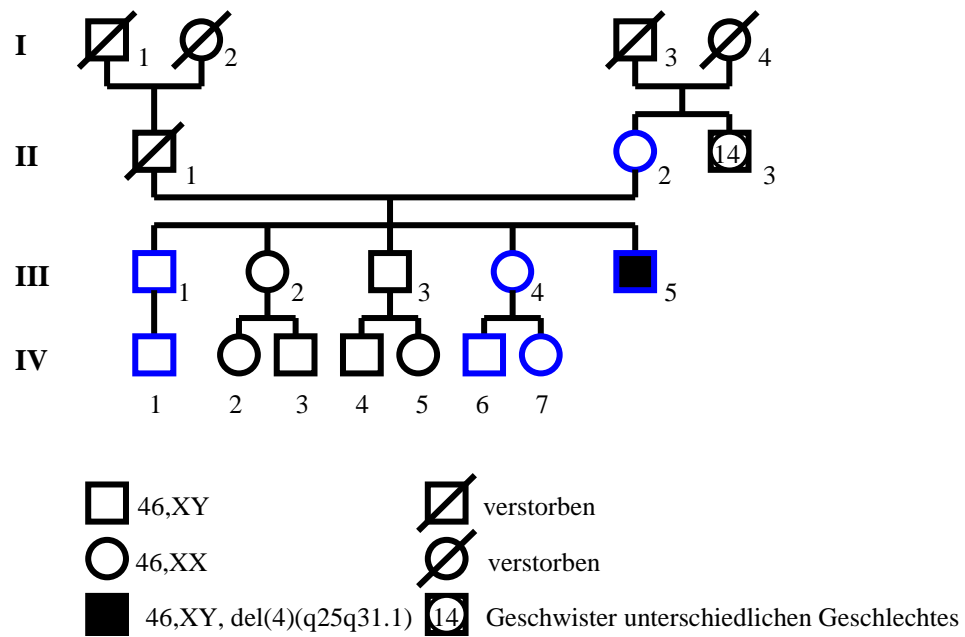 I 1 2 3 4
II 1 2 14 3
III 1 2 3 4 5
IV
1 2 3 4 5 6 7
46,XY verstorben
46,XX verstorben
46,XY, del(4)(q25q31.1) 14 Geschwister unterschiedlichen Geschlechtes